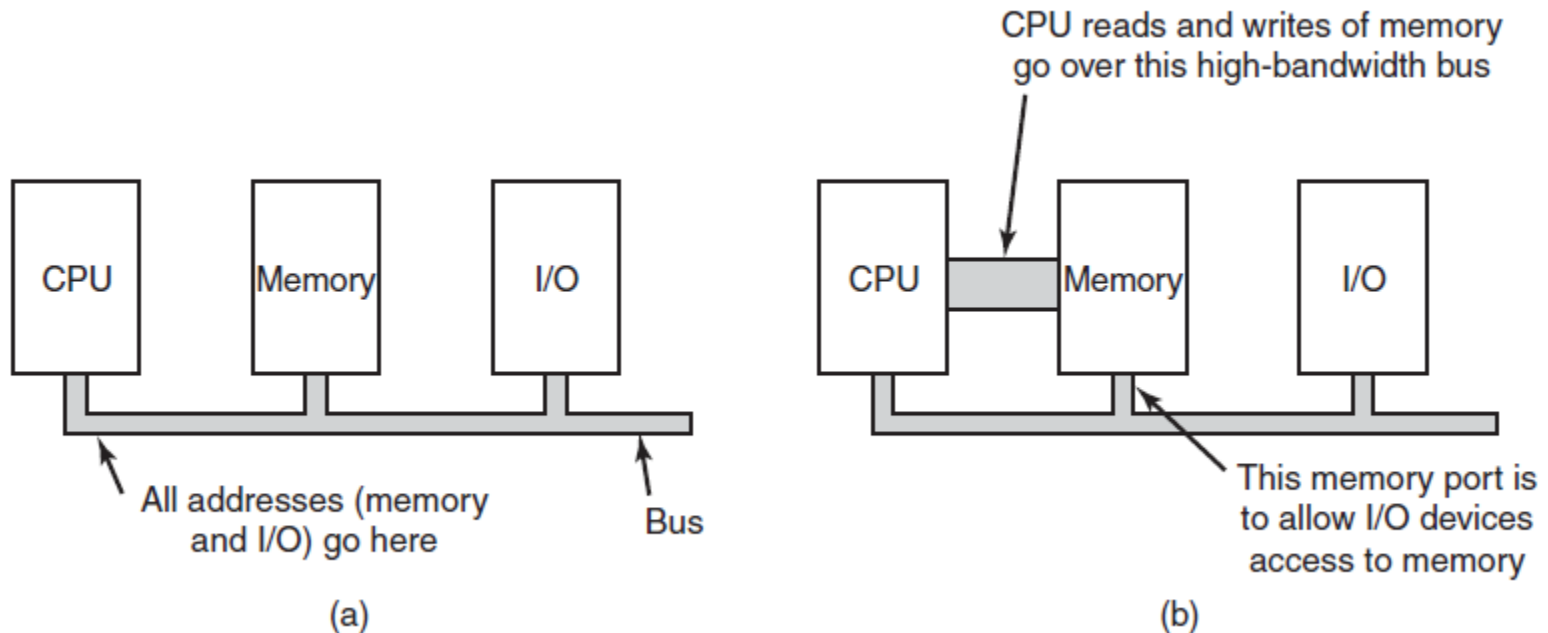 CPU reads and writes of memory
go over this high-bandwidth bus
CPU
Memory
I/O
All addresses (memory
and I/O) go here
Bus
(a)
CPU
Memory
I/O
This memory port is
to allow I/O devices
access to memory
(b)